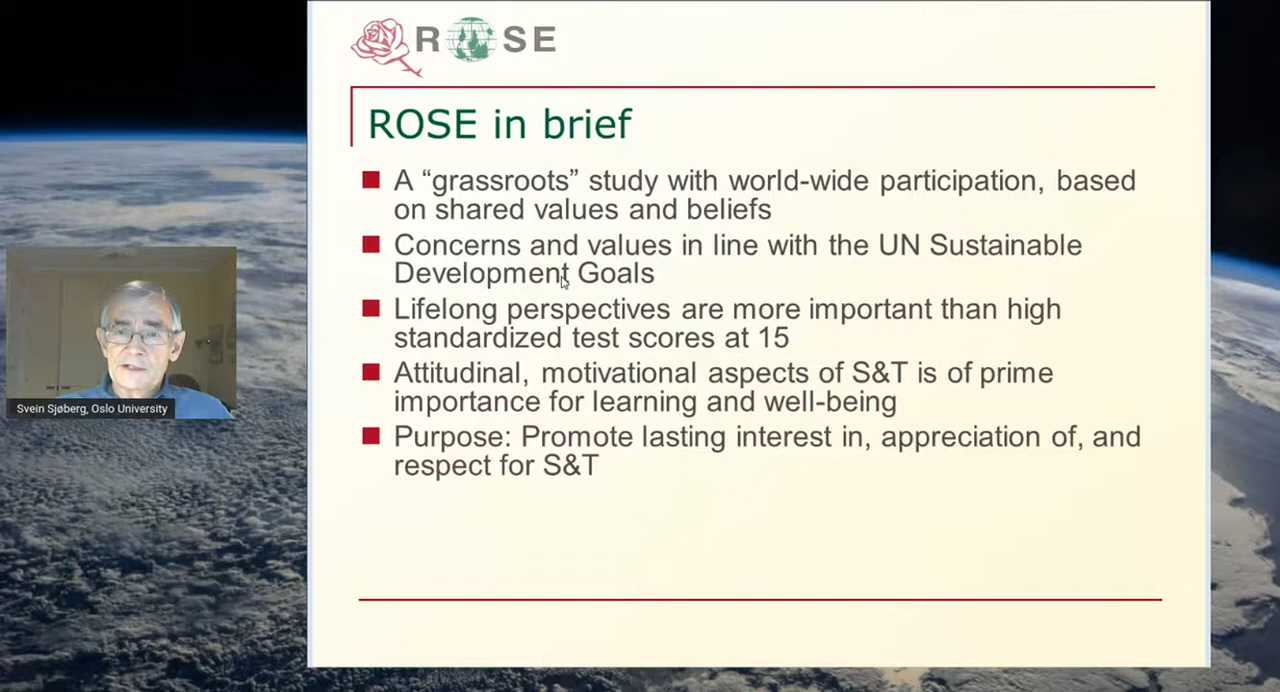 R SE
ROSE in brief
A “grassroots” study with world-wide participation, based
on shared values and beliefs
Concerns and values in line with the UN Sustainable
Development Goals
Lifelong perspectives are more important than high
standardized test scores at 15
Attitudinal, motivational aspects of S&T is of prime
importance for learning and well-being
Purpose: Promote lasting interest in, appreciation of, and
respect for S&T
Svein Sjøberg, Oslo University